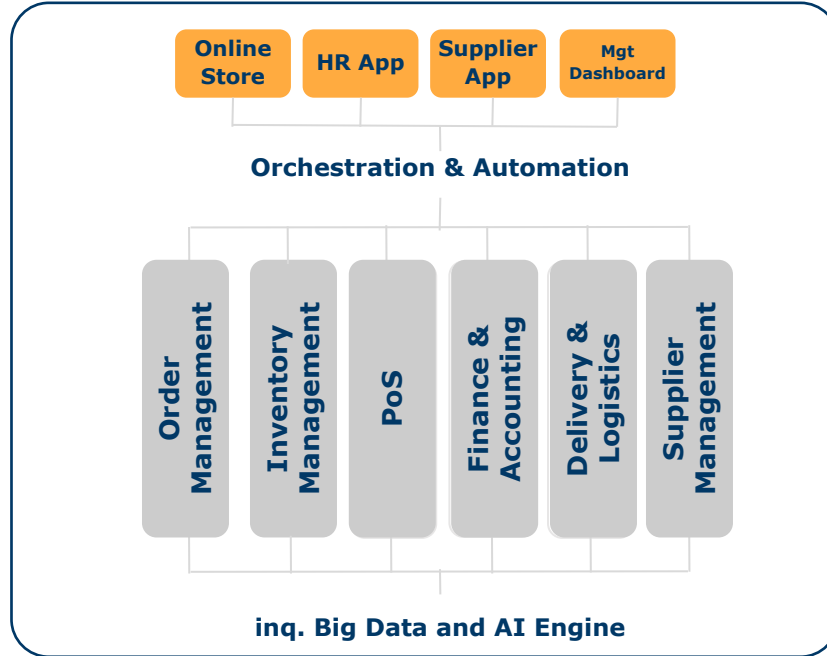 Online
Store
HR App
Supplier
App
Mgt
Dashboard
Orchestration & Automation
Order
Management
Inventory
Management
PoS
Finance &
Accounting
Delivery &
Logistics
Supplier
Management
inq. Big Data and AI Engine